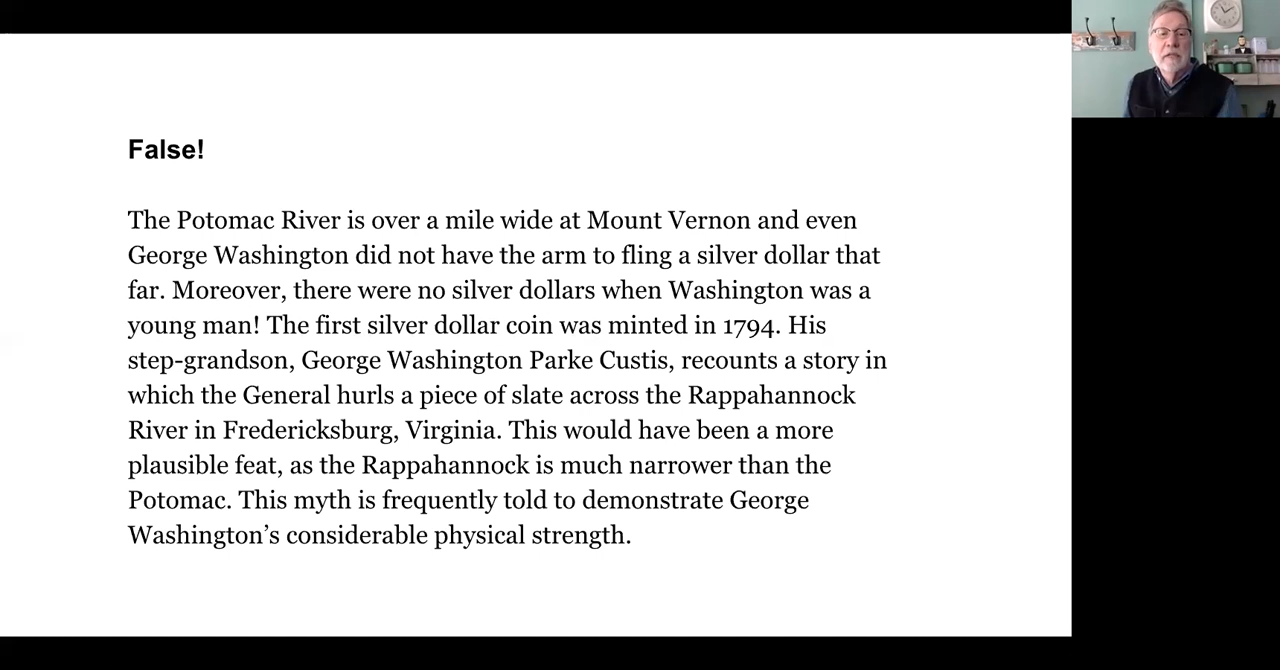 False!
The Potomac River is over a mile wide at Mount Vernon and even
George Washington did not have the arm to fling a silver dollar that
far. Moreover, there were no silver dollars when Washington was a
young man! The first silver dollar coin was minted in 1794. His
step-grandson, George Washington Parke Custis, recounts a story in
which the General hurls a piece of slate across the Rappahannock
River in Fredericksburg, Virginia. This would have been a more
plausible feat, as the Rappahannock is much narrower than the
Potomac. This myth is frequently told to demonstrate George
Washington’s considerable physical strength.